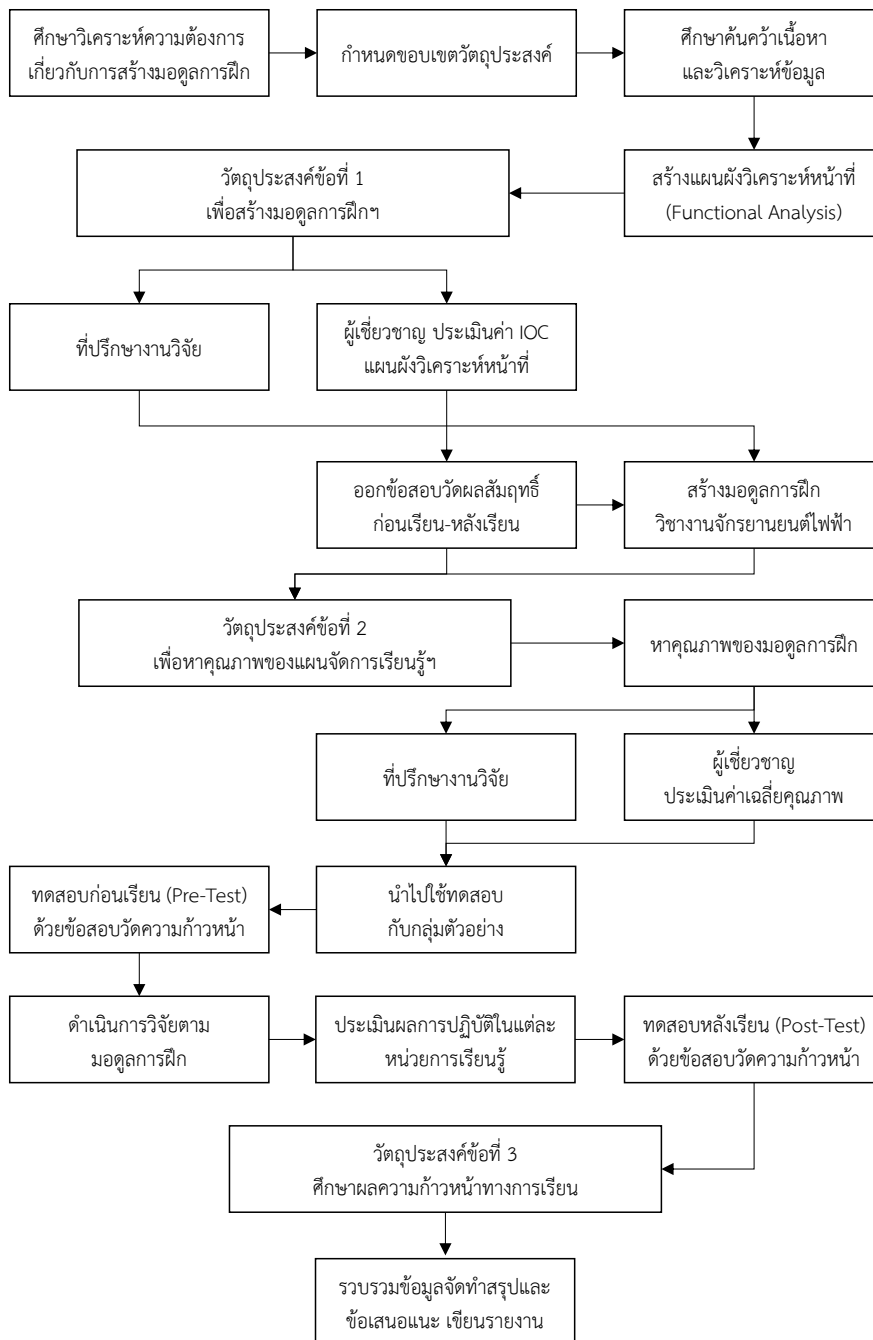 ศึกษาวิเคราะห์ความต้องการ
เกี่ยวกับการสร้างมอดูลการฝึก
กำหนดขอบเขตวัตถุประสงค์
ศึกษาค้นคว้าเนื้อหา
และวิเคราะห์ข้อมูล
สร้างแผนผังวิเคราะห์หน้าที่
(Functional Analysis)
วัตถุประสงค์ข้อที่ 1
เพื่อสร้างมอดูลการฝึกฯ
ที่ปรึกษางานวิจัย
ผู้เชี่ยวชาญ ประเมินค่า IOC
แผนผังวิเคราะห์หน้าที่
ออกข้อสอบวัดผลสัมฤทธิ์
ก่อนเรียน-หลังเรียน
สร้างมอดูลการฝึก
วิชางานจักรยานยนต์ไฟฟ้า
วัตถุประสงค์ข้อที่ 2
เพื่อหาคุณภาพของแผนจัดการเรียนรู้ฯ
หาคุณภาพของมอดูลการฝึก
ที่ปรึกษางานวิจัย
ผู้เชี่ยวชาญ
ประเมินค่าเฉลี่ยคุณภาพ
นำไปใช้ทดสอบ
กับกลุ่มตัวอย่าง
ทดสอบก่อนเรียน (Pre-Test)
ด้วยข้อสอบวัดความก้าวหน้า
ดำเนินการวิจัยตาม
มอดูลการฝึก
ประเมินผลการปฏิบัติในแต่ละ
หน่วยการเรียนรู้
ทดสอบหลังเรียน (Post-Test)
ด้วยข้อสอบวัดความก้าวหน้า
วัตถุประสงค์ข้อที่ 3
ศึกษาผลความก้าวหน้าทางการเรียน
รวบรวมข้อมูลจัดทำสรุปและ
ข้อเสนอแนะ เขียนรายงาน